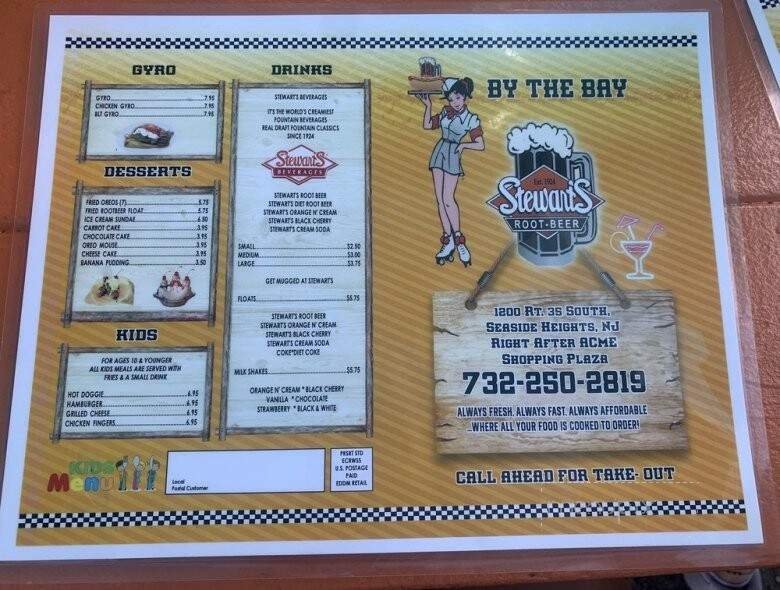 GYRO
GYRO 7.95
CHICKEN GYRO 7.95
BLT GYRO 7.95
DESSERTS
FRIED OREOS (7) 5.75
FRIED ROOTBEER FLOAT 5.75
ICE CREAM SUNDAE 6.50
CARROT CAKE 3.95
CHOCOLATE CAKE 3.95
OREO MOUSE 3.95
CHEESE CAKE 3.95
BANANA PUDDING 3.50
KIDS
FOR AGES 10 & YOUNGER
ALL KIDS MEALS ARE SERVED WITH
FRIES & A SMALL DRINK
HOT DOGGIE 6.95
HAMBURGER 6.95
GRILLED CHEESE 6.95
CHICKEN FINGERS 6.95
KIDS
Menu
DRINKS
STEWART'S BEVERAGES
IT'S THE WORLD'S CREAMIEST
FOUNTAIN BEVERAGES
REAL DRAFT FOUNTAIN CLASSICS
SINCE 1924
Stewart's
BEVERAGES
STEWART'S ROOT BEER
STEWART'S DIET ROOT BEER
STEWART'S ORANGE N' CREAM
STEWART'S BLACK CHERRY
STEWART'S CREAM SODA
SMALL $2.50
MEDIUM $3.00
LARGE $3.75
GET MUGGED AT STEWART'S
FLOATS $5.75
STEWART'S ROOT BEER
STEWART'S ORANGE N' CREAM
STEWART'S BLACK CHERRY
STEWART'S CREAM SODA
COKE*DIET COKE
MILK SHAKES $5.75
ORANGE N' CREAM * BLACK CHERRY
VANILLA * CHOCOLATE
STRAWBERRY * BLACK & WHITE
Local
Postal Customer
PRSRT STD
ECRWSS
U.S. POSTAGE
PAID
EDDM RETAIL
BY THE BAY
Est. 1924
Stewart's
ROOT-BEER
1200 RT. 35 SOUTH,
SEASIDE HEIGHTS, NJ
RIGHT AFTER ACME
SHOPPING PLAZA
732-250-2819
ALWAYS FRESH, ALWAYS FAST, ALWAYS AFFORDABLE
...WHERE ALL YOUR FOOD IS COOKED TO ORDER!
CALL AHEAD FOR TAKE- OUT